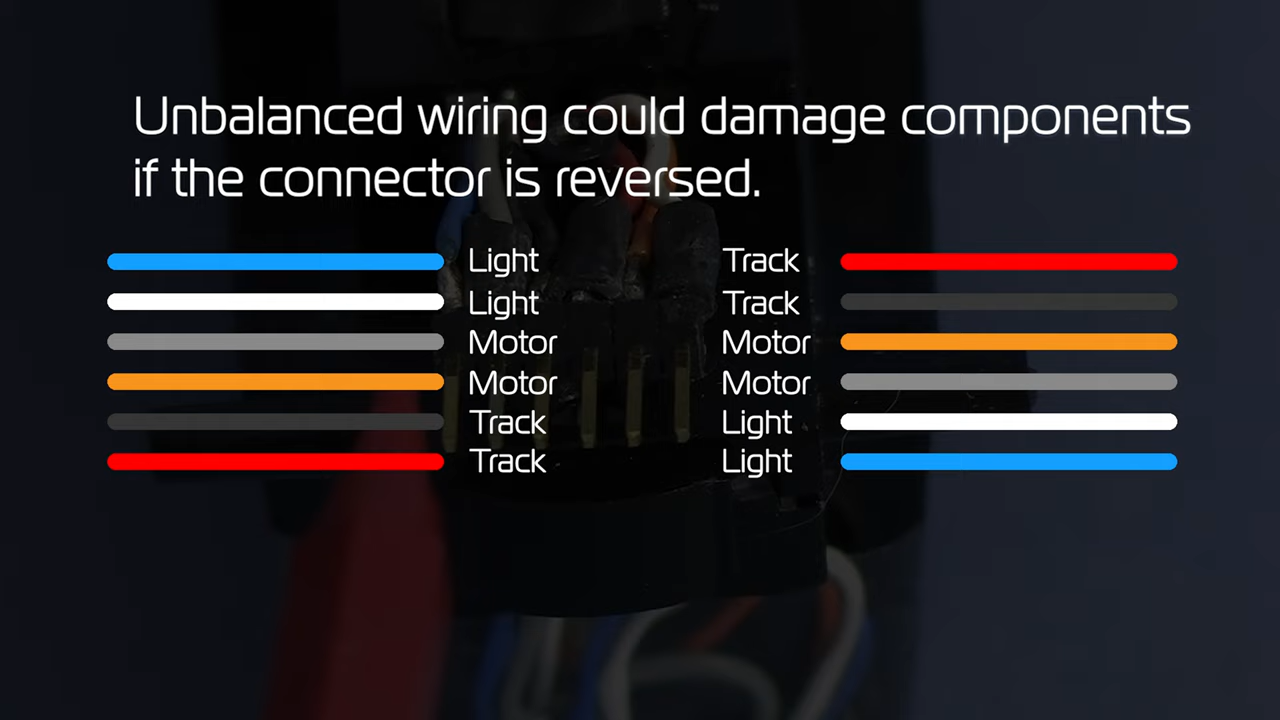 Unbalanced wiring could damage components
if the connector is reversed.
Light Track
Light Track
Motor Motor
Motor Motor
Track Light
Track Light